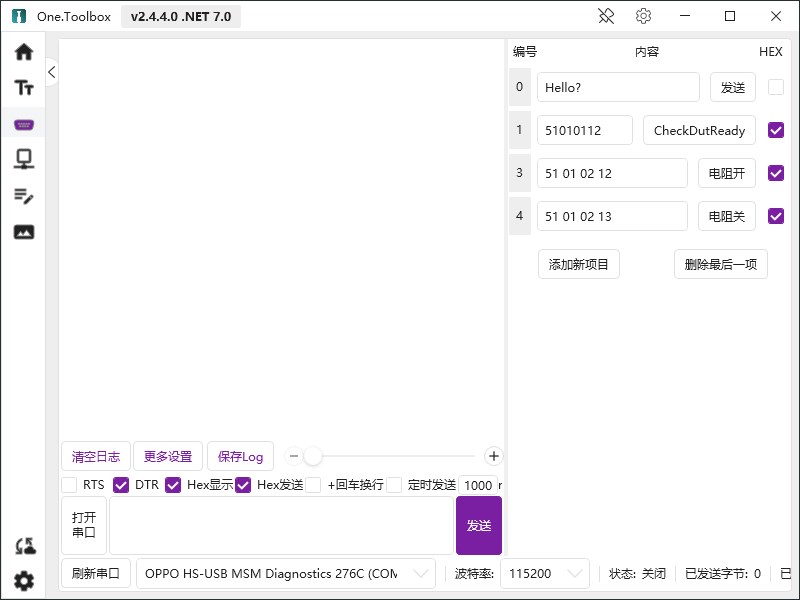 One.Toolbox v2.4.4.0 .NET 7.0
编号 内容 HEX
0 Hello? 发送
1 51010112 CheckDutReady
3 51 01 02 12 电阻开
4 51 01 02 13 电阻关
添加新项目 删除最后一项
清空日志 更多设置 保存Log
RTS DTR Hex显示 Hex发送 +回车换行 定时发送 1000
打开
串口
发送
刷新串口 OPPO HS-USB MSM Diagnostics 276C (COM 波特率: 115200 状态: 关闭 已发送字节: 0 已